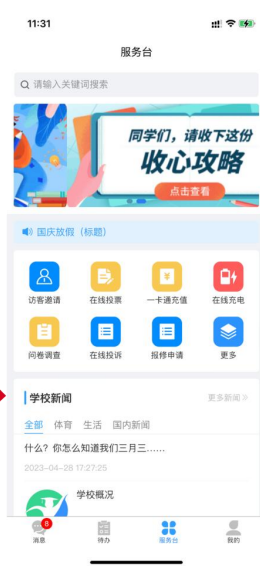 11:31
服务台
请输入关键词搜索
同学们，请收下这份
收心攻略
点击查看
国庆放假（标题）
访客邀请 在线投票 一卡通充值 在线充电
问卷调查 在线投诉 报修申请 更多
学校新闻 更多新闻
全部 体育 生活 国内新闻
什么？你怎么知道我们三月三……
2023-04-28 17:27:25
学校概况
8
消息 待办 服务台 我的